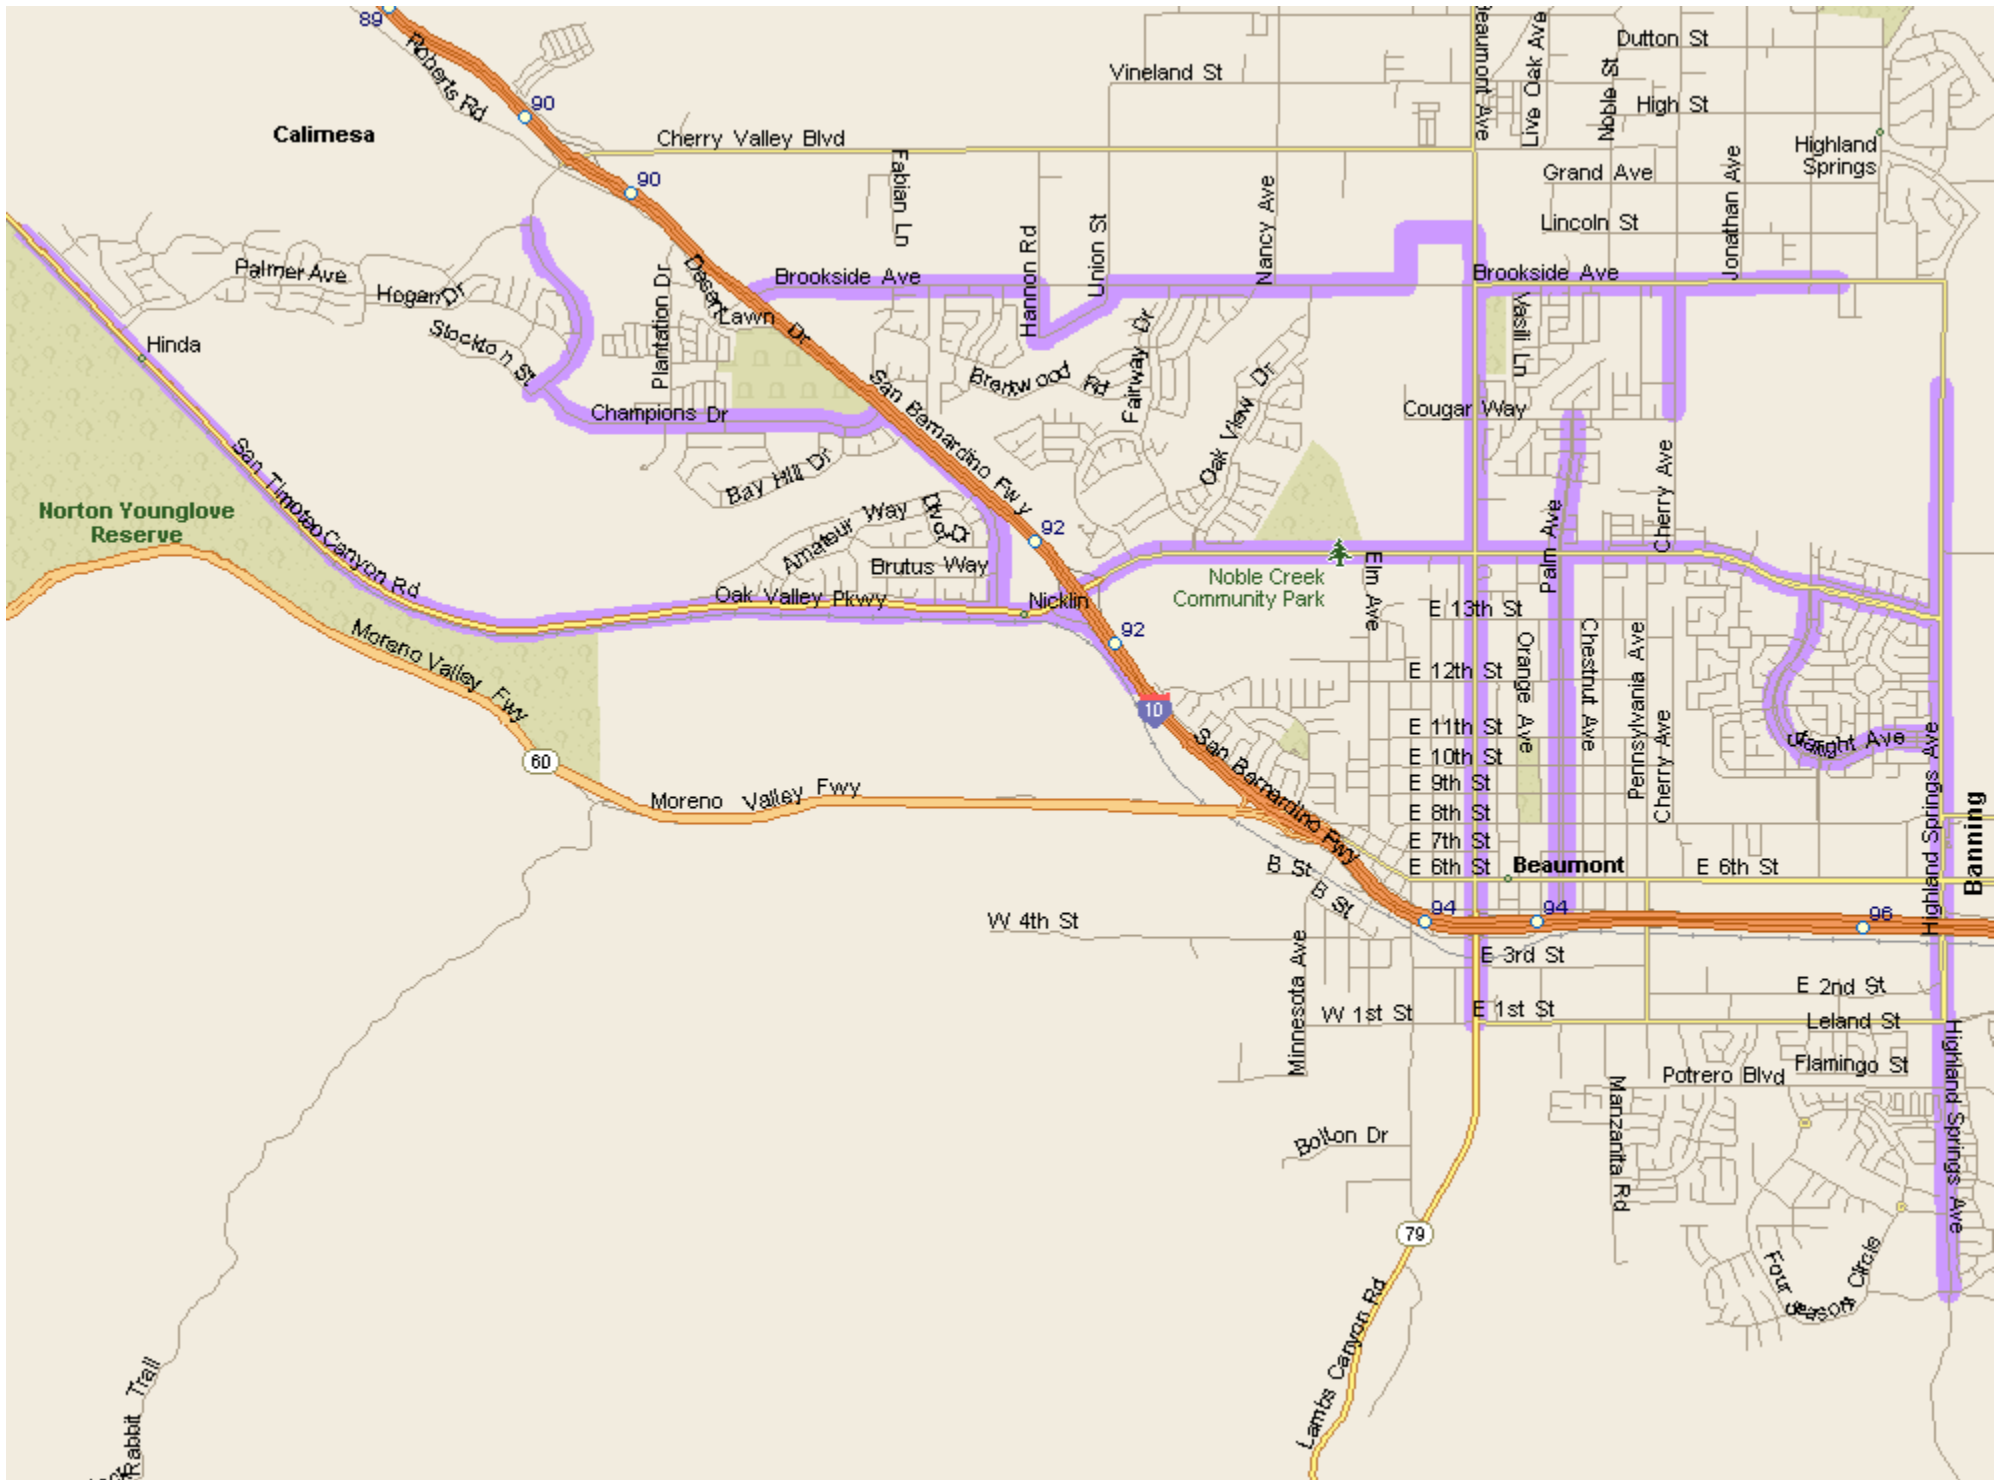 89
Roberts Rd
90
Calimesa
Cherry Valley Blvd
90
Vineland St
Beaumont Ave
Live Oak Ave
Noble St
Dutton St
High St
Highland
Springs
Grand Ave
Lincoln St
Jonathan Ave
Fabian Ln
Hannon Rd
Union St
Nancy Ave
Palmer Ave
Hogan Dr
Stockton St
Plantation Dr
Desert
Lawn Dr
Brookside Ave
Brookside Ave
Hinda
Vasili Ln
Brentwood Rd
Fairway Dr
Oak View Dr
Cougar Way
Champions Dr
San Bernardino Fwy
Bay Hill Dr
Cherry Ave
Palm Ave
San Timoteo Canyon Rd
Norton Younglove
Reserve
Amateur Way
Brutus Way
92
Oak Valley Pkwy
Nicklin
Noble Creek
Community Park
Elm Ave
E 13th St
92
Moreno Valley Fwy
E 12th St
Orange Ave
Chestnut Ave
Pennsylvania Ave
Cherry Ave
10
E 11th St
E 10th St
E 9th St
E 8th St
E 7th St
E 6th St
Beaumont
E 6th St
San Bernardino Fwy
60
Moreno Valley Fwy
Highland Springs Ave
Banning
B St
B St
W 4th St
94
94
96
E 3rd St
Minnesota Ave
W 1st St
E 1st St
E 2nd St
Leland St
Flamingo St
Potrero Blvd
Manzanita Rd
Highland Springs Ave
Bolton Dr
79
Four Seasons Circle
Lambs Canyon Rd
Rabbit Trail